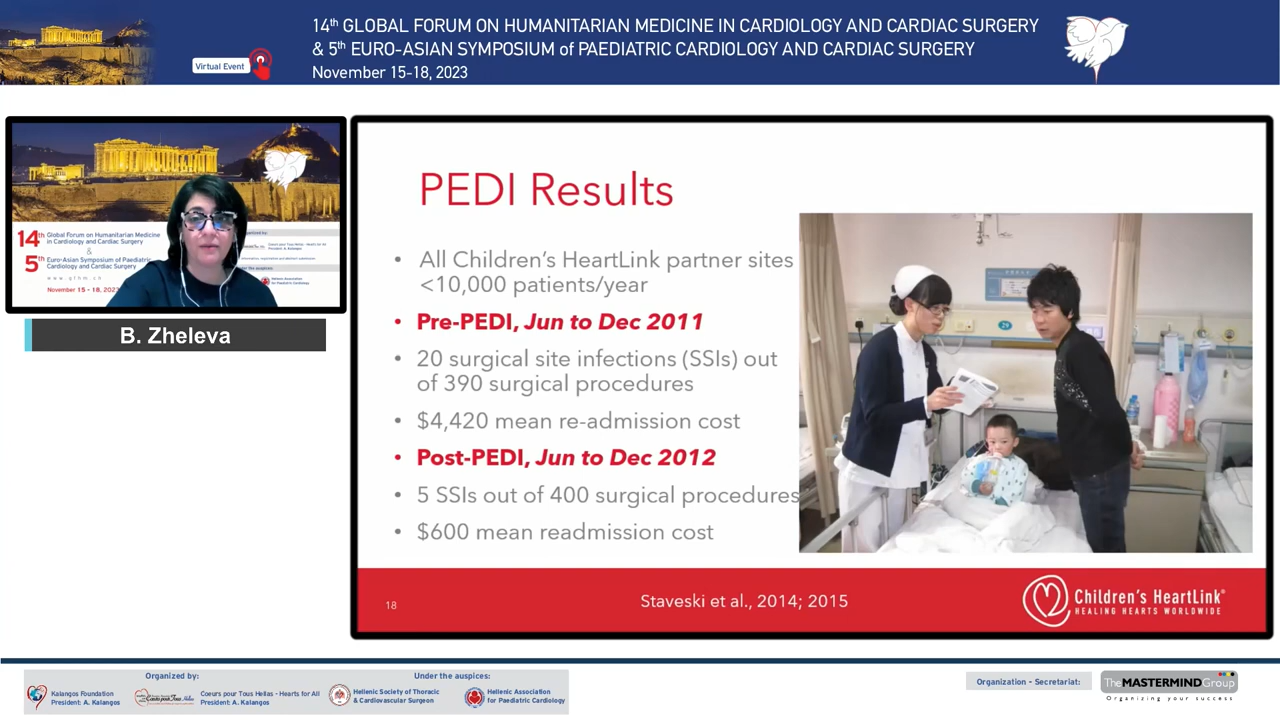 14th GLOBAL FORUM ON HUMANITARIAN MEDICINE IN CARDIOLOGY AND CARDIAC SURGERY
& 5th EURO-ASIAN SYMPOSIUM of PAEDIATRIC CARDIOLOGY AND CARDIAC SURGERY
November 15-18, 2023
Virtual Event
14th Global Forum on Humanitarian Medicine
in Cardiology and Cardiac Surgery
&
5th Euro-Asian Symposium of Paediatric
Cardiology and Cardiac Surgery
November 15 - 18, 2023
B. Zheleva
PEDI Results
• All Children's HeartLink partner sites
<10,000 patients/year
• Pre-PEDI, Jun to Dec 2011
• 20 surgical site infections (SSIs) out
of 390 surgical procedures
• $4,420 mean re-admission cost
• Post-PEDI, Jun to Dec 2012
• 5 SSIs out of 400 surgical procedures
• $600 mean readmission cost
29
18
Staveski et al., 2014; 2015
Children's HeartLink®
HEALING HEARTS WORLDWIDE
Organized by:
Kalangos Foundation
President: A. Kalangos
Coeurs pour Tous Hellas - Hearts for All
President: A. Kalangos
Under the auspices:
Hellenic Society of Thoracic
& Cardiovascular Surgeon
Hellenic Association
for Paediatric Cardiology
Organization - Secretariat:
The MASTERMIND Group
Organizing your success